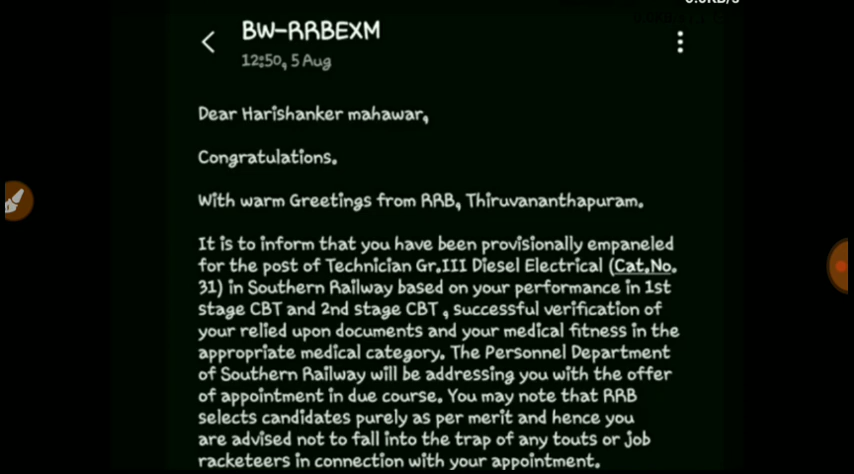 BW-RRBEXM
12:50, 5 Aug
Dear Harishanker mahawar,
Congratulations.
With warm Greetings from RRB, Thiruvananthapuram.
It is to inform that you have been provisionally empaneled
for the post of Technician Gr.III Diesel Electrical (Cat.No.
31) in Southern Railway based on your performance in 1st
stage CBT and 2nd stage CBT , successful verification of
your relied upon documents and your medical fitness in the
appropriate medical category. The Personnel Department
of Southern Railway will be addressing you with the offer
of appointment in due course. You may note that RRB
selects candidates purely as per merit and hence you
are advised not to fall into the trap of any touts or job
racketeers in connection with your appointment.